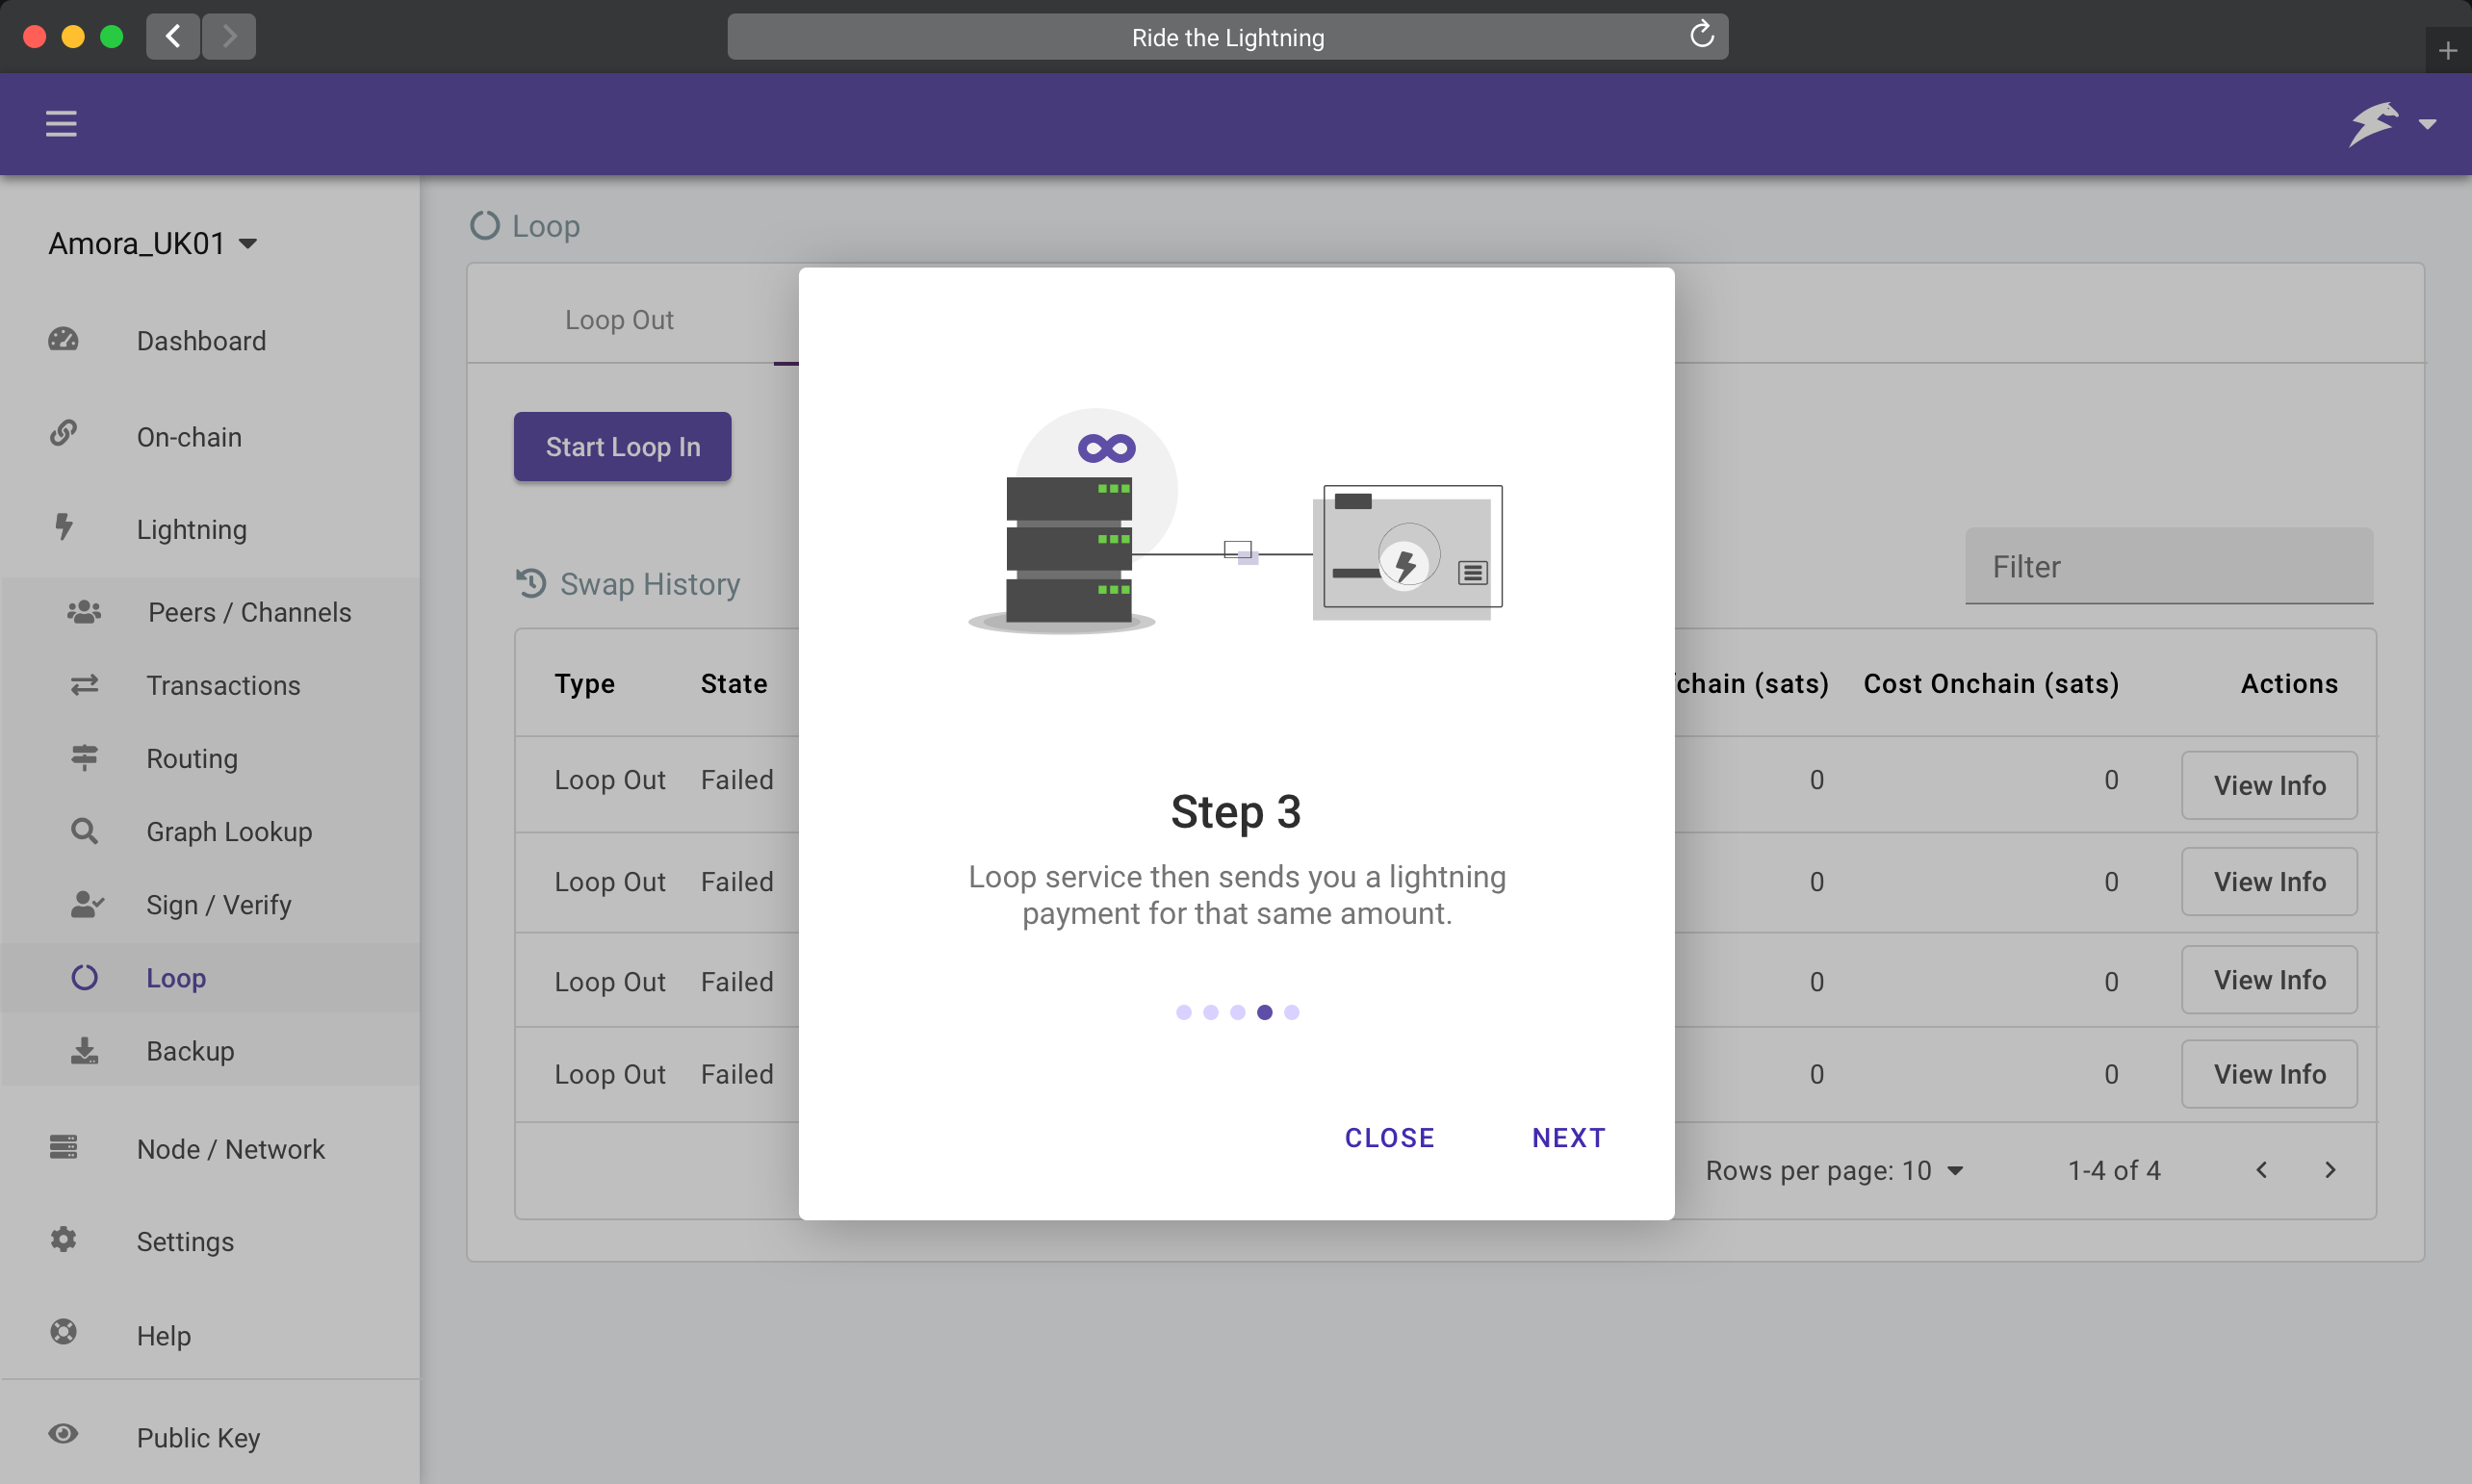 Ride the Lightning
Amora_UK01
Dashboard
On-chain
Lightning
Peers / Channels
Transactions
Routing
Graph Lookup
Sign / Verify
Loop
Backup
Node / Network
Settings
Help
Public Key
Loop
Loop Out
Start Loop In
Swap History
Filter
Type State chain (sats) Cost Onchain (sats) Actions
Loop Out Failed 0 0 View Info
Loop Out Failed 0 0 View Info
Loop Out Failed 0 0 View Info
Loop Out Failed 0 0 View Info
Rows per page: 10 1-4 of 4
Step 3
Loop service then sends you a lightning
payment for that same amount.
CLOSE NEXT